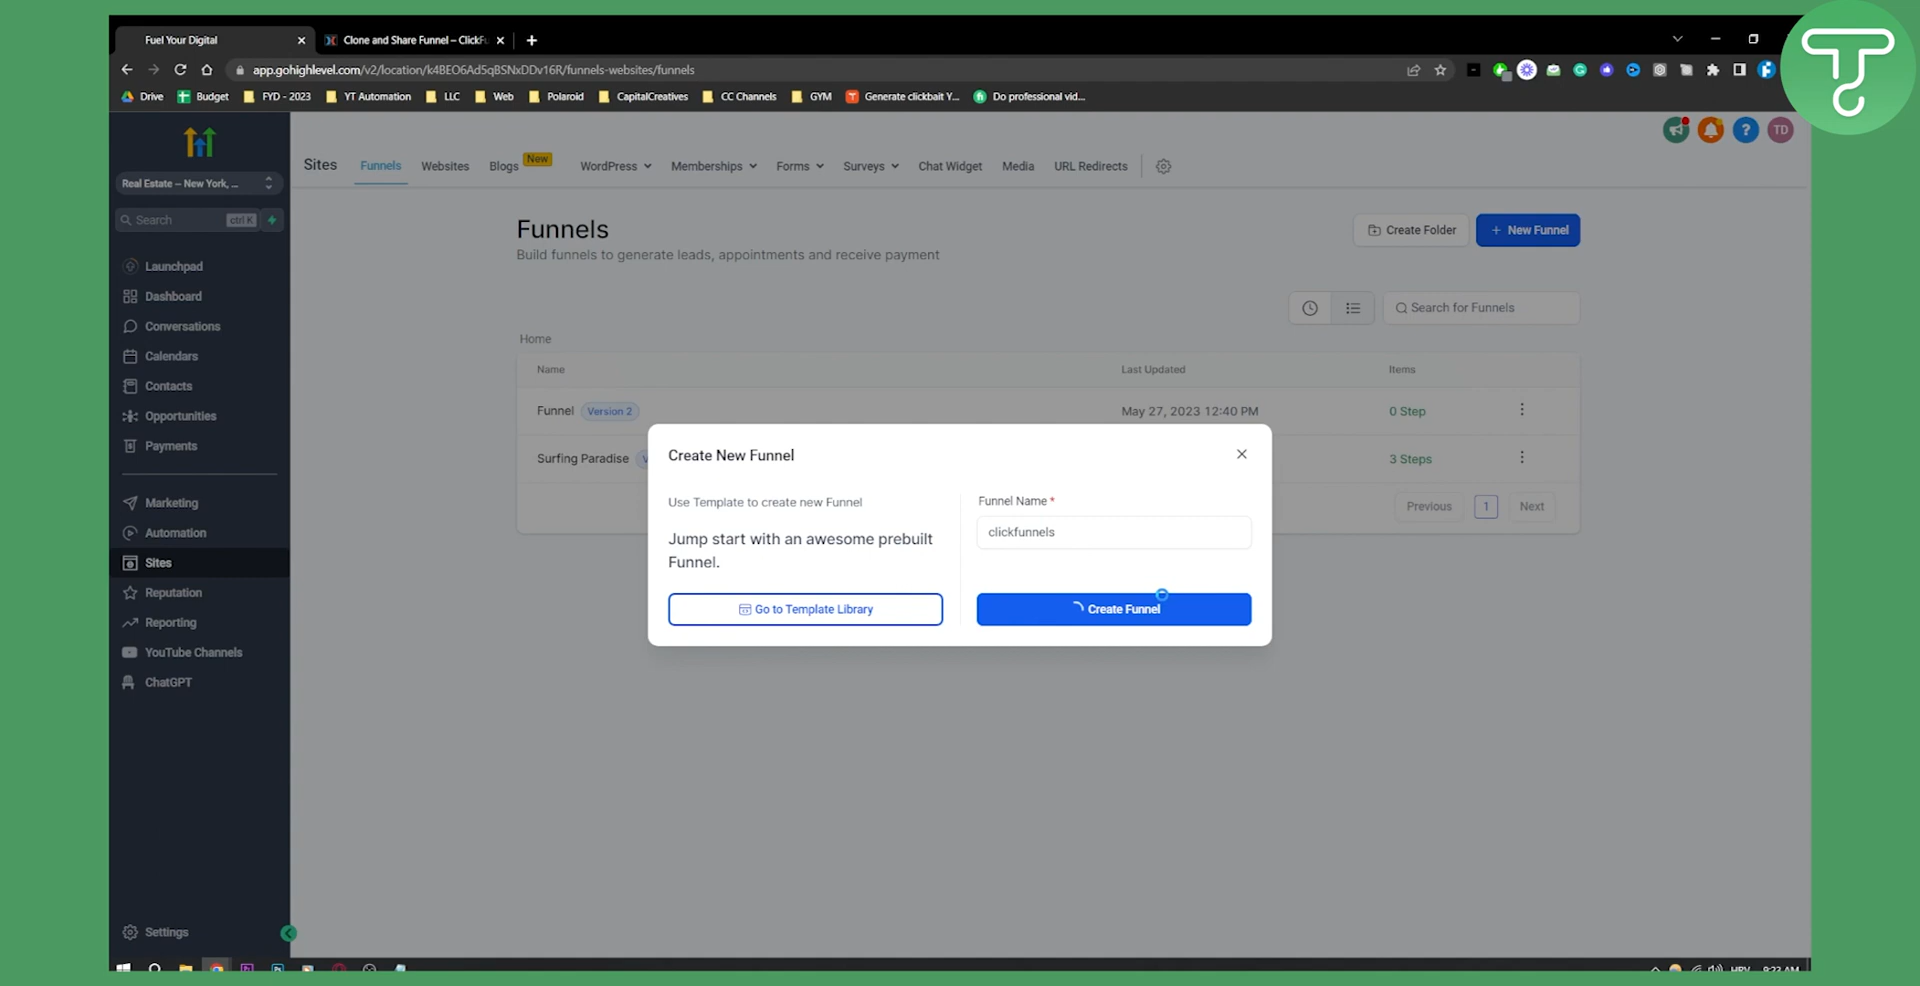 Fuel Your Digital
Clone and Share Funnel – ClickFu
app.gohighlevel.com/v2/location/k4BEO6Ad5qBSNxDDv16R/funnels-websites/funnels
Drive Budget FYD - 2023 YT Automation LLC Web Polaroid CapitalCreatives CC Channels GYM Generate clickbait Y... Do professional vid...
TD
Sites Funnels Websites Blogs New WordPress Memberships Forms Surveys Chat Widget Media URL Redirects
Real Estate – New York, ...
Search ctrl K
Launchpad
Dashboard
Conversations
Calendars
Contacts
Opportunities
Payments
Marketing
Automation
Sites
Reputation
Reporting
YouTube Channels
ChatGPT
Settings
Funnels
Build funnels to generate leads, appointments and receive payment
Create Folder
+ New Funnel
Search for Funnels
Home
Name Last Updated Items
Funnel Version 2 May 27, 2023 12:40 PM 0 Step
Surfing Paradise 3 Steps
Previous 1 Next
Create New Funnel
Use Template to create new Funnel
Jump start with an awesome prebuilt
Funnel.
Go to Template Library
Funnel Name *
clickfunnels
Create Funnel
HRV 9:23 AM